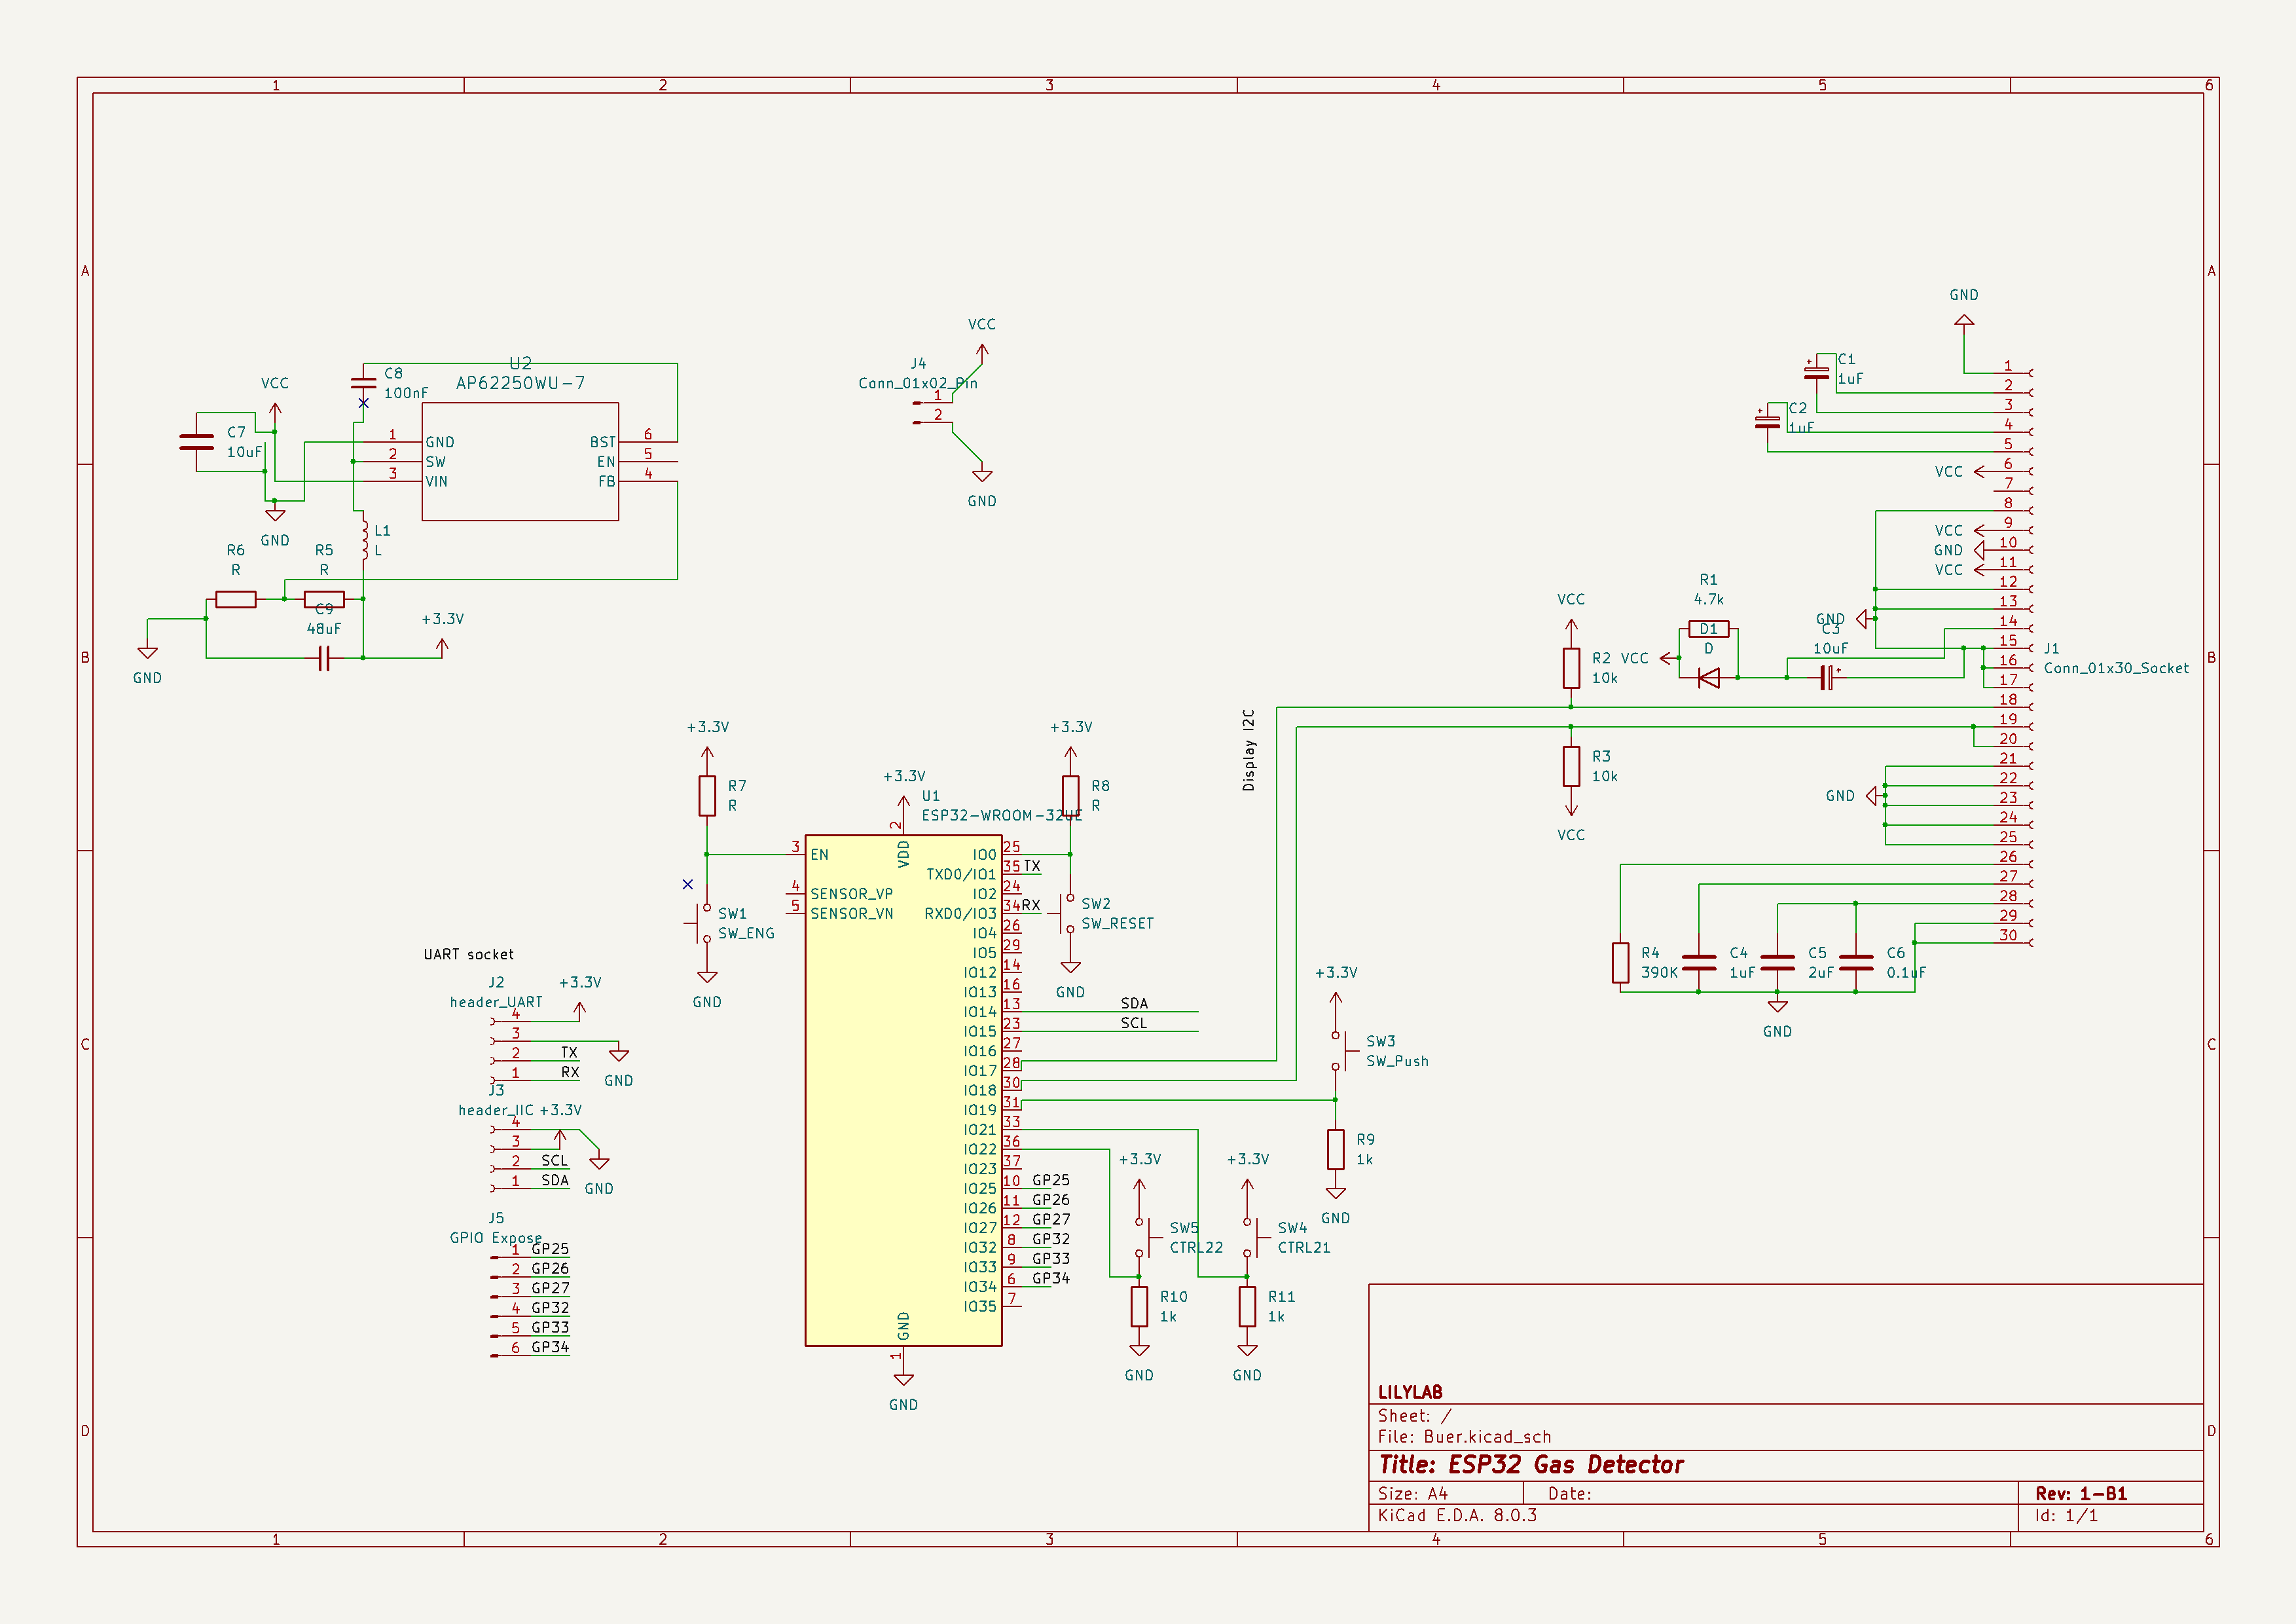 1 2 3 4 5 6
A A
B B
C C
D D
1 2 3 4 5 6
U2
AP62250WU-7
C8
100nF
VCC
C7
10uF
1 GND
2 SW
3 VIN
BST 6
EN 5
FB 4
GND
L1
L
R6
R
R5
R
C9
48uF
+3.3V
GND
VCC
J4
Conn_01x02_Pin
1
2
GND
GND
C1
1uF
C2
1uF
1
2
3
4
5
VCC 6
7
8
VCC 9
GND 10
VCC 11
12
13
14
15
16
17
18
19
20
21
22
23
24
25
26
27
28
29
30
J1
Conn_01x30_Socket
R1
4.7k
D1
D
VCC
GND
C3
10uF
VCC
R2
10k
R3
10k
VCC
GND
R4
390K
C4
1uF
C5
2uF
C6
0.1uF
GND
Display I2C
+3.3V
R7
R
SW1
SW_ENG
GND
+3.3V
U1
ESP32-WROOM-32UE
+3.3V
R8
R
SW2
SW_RESET
GND
2
VDD
3 EN
4 SENSOR_VP
5 SENSOR_VN
IO0 25
TXD0/IO1 35 TX
IO2 24
RXD0/IO3 34 RX
IO4 26
IO5 29
IO12 14
IO13 16
IO14 13 SDA
IO15 23 SCL
IO16 27
IO17 28
IO18 30
IO19 31
IO21 33
IO22 36
IO23 37
IO25 10 GP25
IO26 11 GP26
IO27 12 GP27
IO32 8 GP32
IO33 9 GP33
IO34 6 GP34
IO35 7
GND
1
GND
+3.3V
SW3
SW_Push
R9
1k
GND
+3.3V
SW5
CTRL22
R10
1k
GND
+3.3V
SW4
CTRL21
R11
1k
GND
UART socket
J2
header_UART
+3.3V
4
3
2 TX
1 RX
GND
J3
header_IIC
+3.3V
4
3
2 SCL
1 SDA
GND
J5
GPIO Expose
1 GP25
2 GP26
3 GP27
4 GP32
5 GP33
6 GP34
LILYLAB
Sheet: /
File: Buer.kicad_sch
Title: ESP32 Gas Detector
Size: A4 Date: Rev: 1-B1
KiCad E.D.A. 8.0.3 Id: 1/1